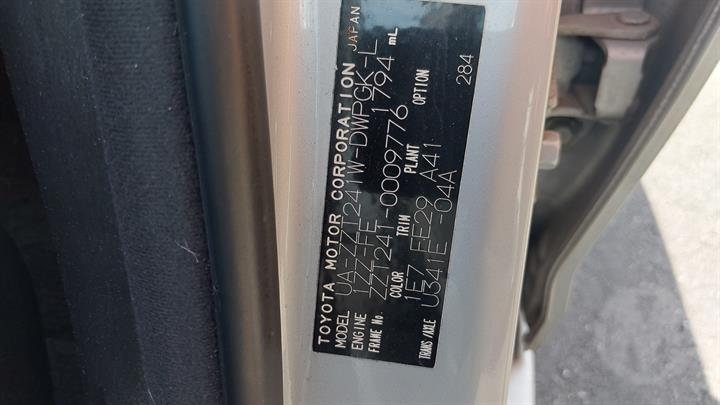 TOYOTA MOTOR CORPORATION JAPAN
MODEL UA-ZZT241W-DWPGK-L
ENGINE 1ZZ-FE 1794 mL
FRAME No. ZZT241-0009776
COLOR TRIM PLANT OPTION
1E7 FE29 A41 284
TRANS/AXLE U341E -04A